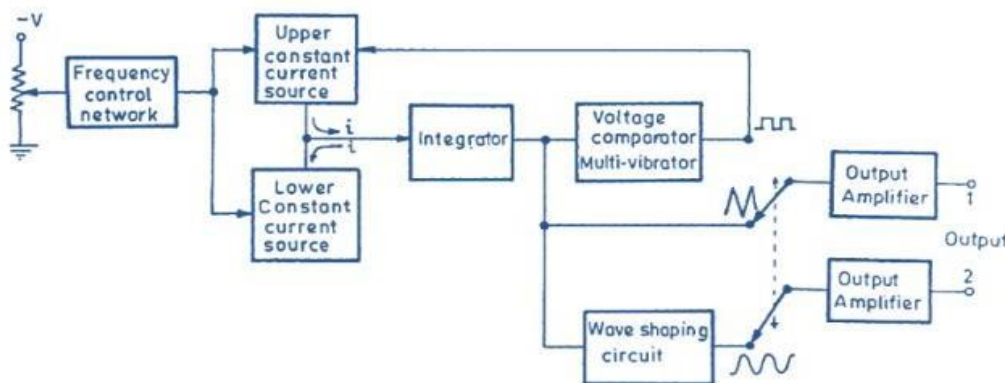 -V
Frequency
control
network
Upper
constant
current
source
i
i
Lower
Constant
current
source
Integrator
Voltage
comparator
Multi-vibrator
Output
Amplifier
1
Output
2
Output
Amplifier
Wave shaping
circuit